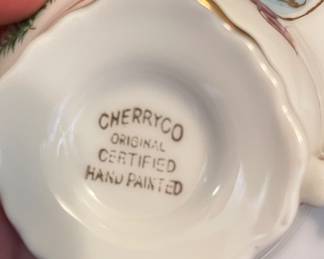 CHERRYCO
ORIGINAL
CERTIFIED
HAND PAINTED